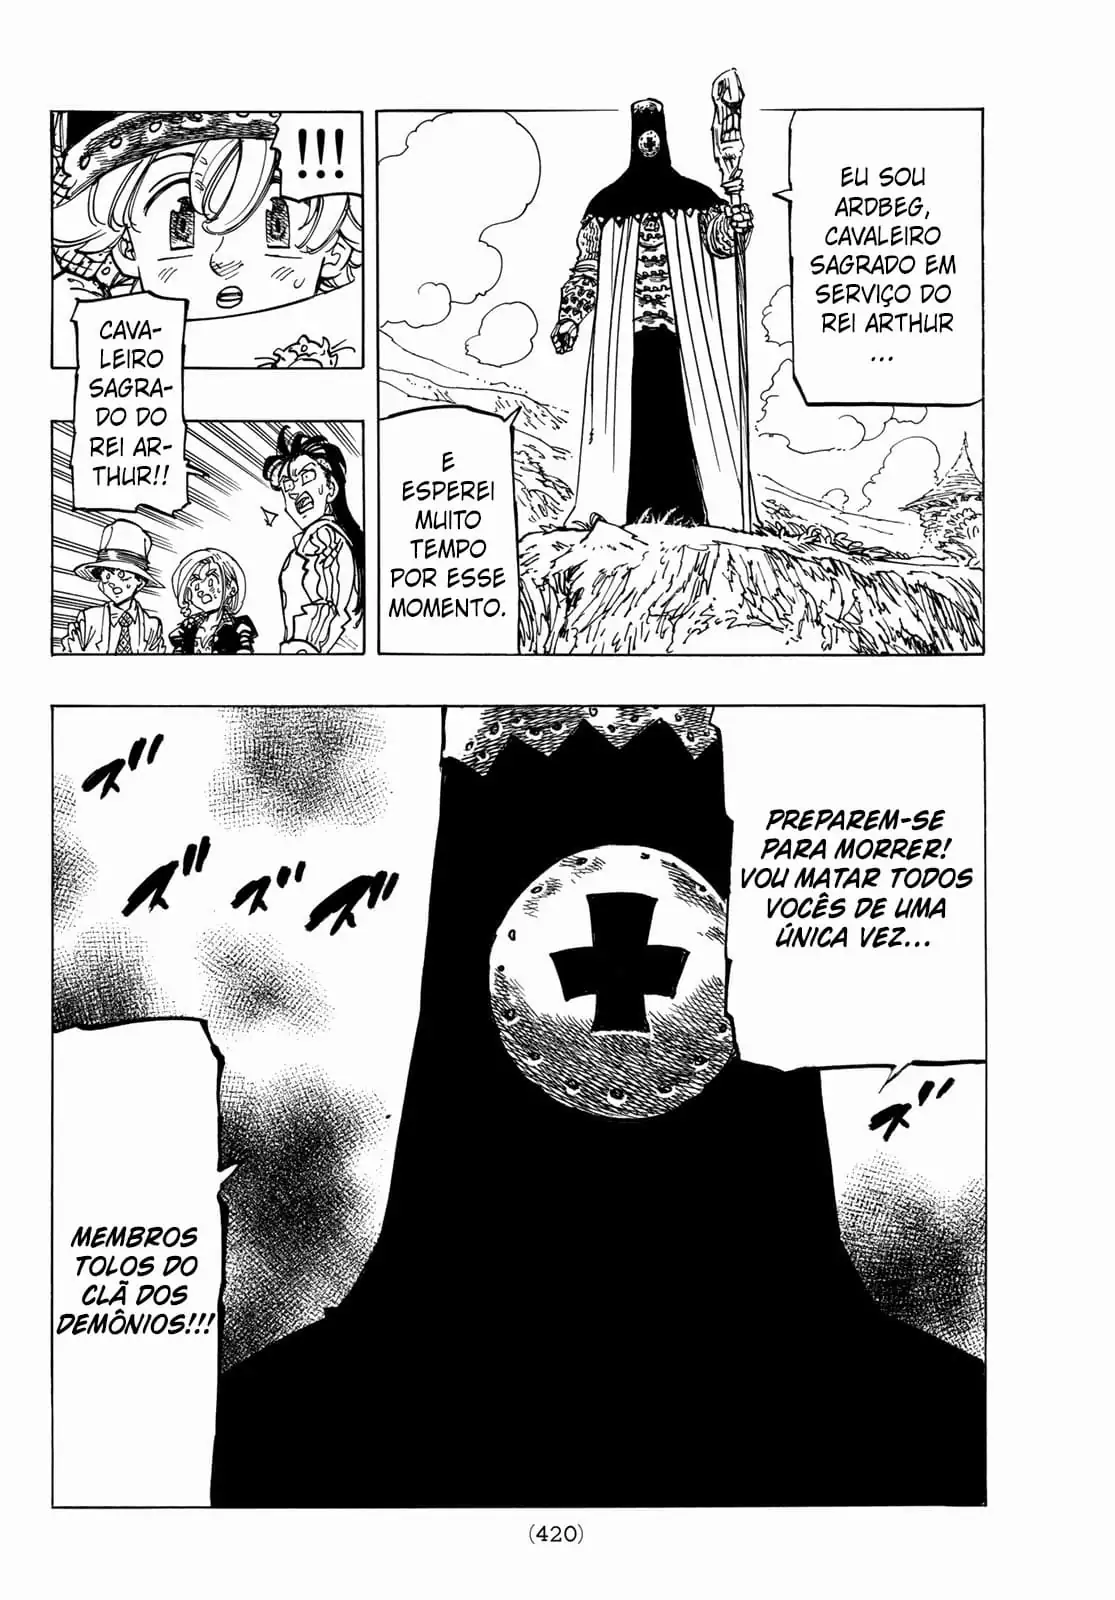 EU SOU
ARDBEG,
CAVALEIRO
SAGRADO EM
SERVIÇO DO
REI ARTHUR
...
E
ESPEREI
MUITO
TEMPO
POR ESSE
MOMENTO.
!!!
CAVA-
LEIRO
SAGRA-
DO DO
REI AR-
THUR!!
PREPAREM-SE
PARA MORRER!
VOU MATAR TODOS
VOCÊS DE UMA
ÚNICA VEZ...
ズ"
ズ"
ズ"
ズ"
ズ"
MEMBROS
TOLOS DO
CLÃ DOS
DEMÔNIOS!!!
(420)